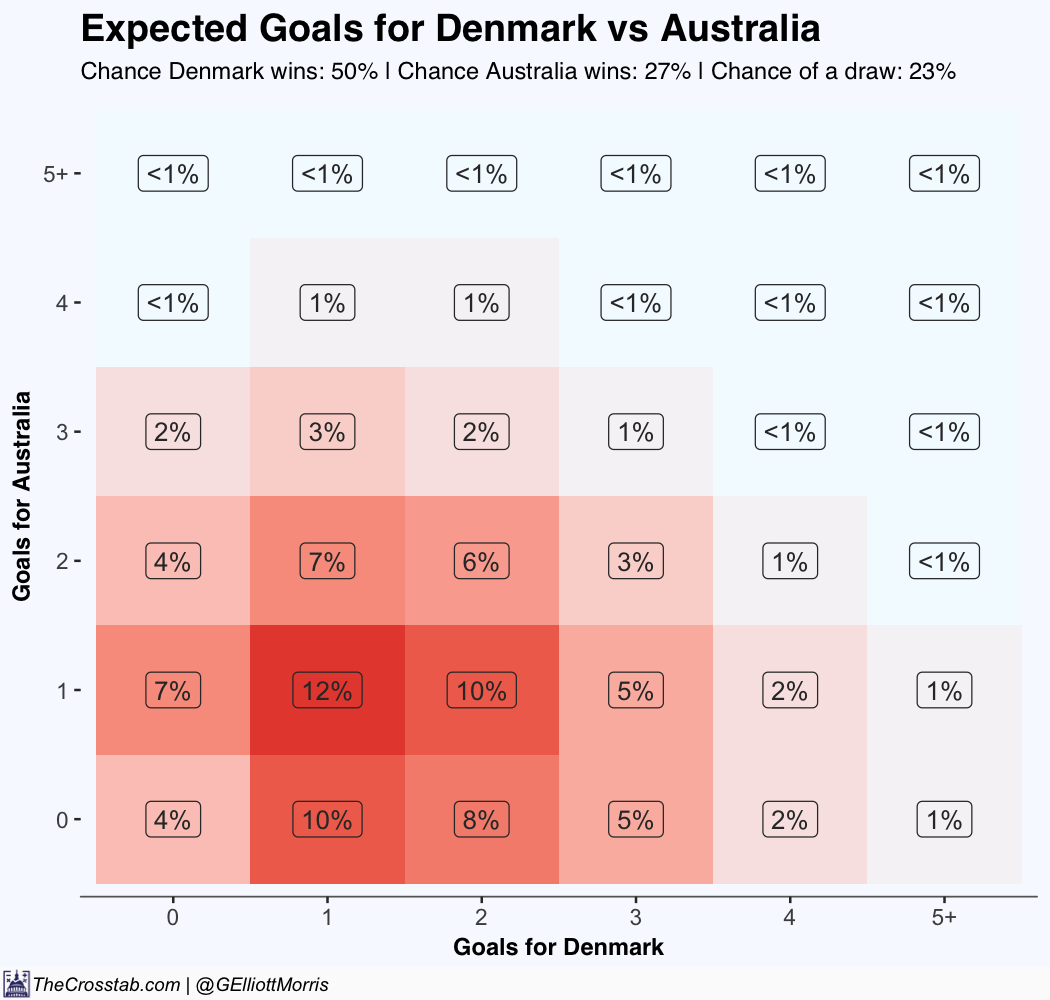 Expected Goals for Denmark vs Australia
Chance Denmark wins: 50% | Chance Australia wins: 27% | Chance of a draw: 23%
Goals for Australia
5+ <1% <1% <1% <1% <1% <1%
4 <1% 1% 1% <1% <1% <1%
3 2% 3% 2% 1% <1% <1%
2 4% 7% 6% 3% 1% <1%
1 7% 12% 10% 5% 2% 1%
0 4% 10% 8% 5% 2% 1%
0 1 2 3 4 5+
Goals for Denmark
TheCrosstab.com | @GElliottMorris